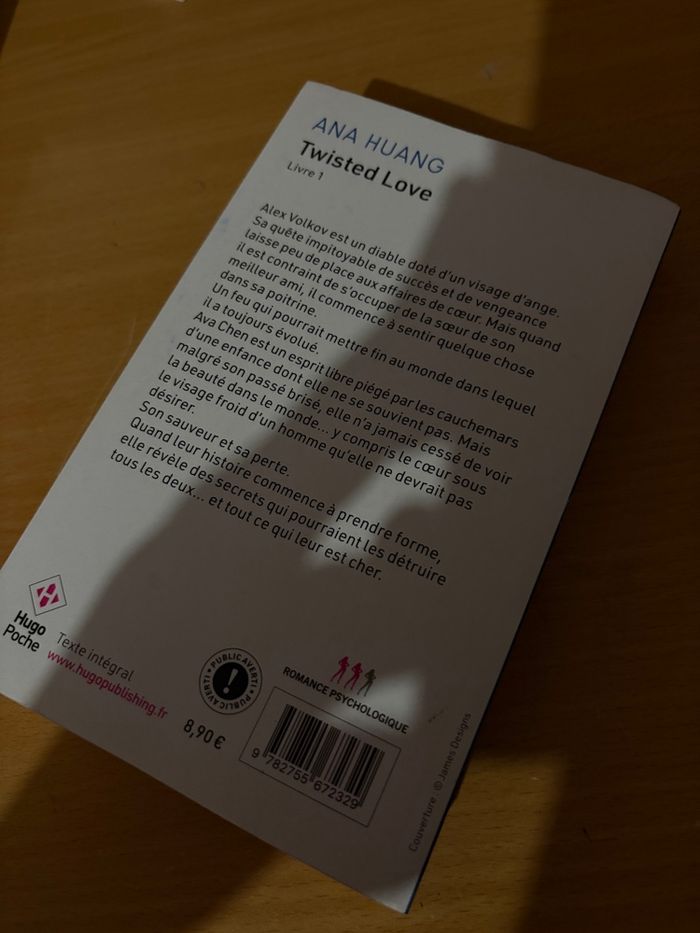 ANA HUANG
Twisted Love
Livre 1
Alex Volkov est un diable doté d'un visage d'ange.
Sa quête impitoyable de succès et de vengeance
laisse peu de place aux affaires de cœur. Mais quand
il est contraint de s'occuper de la sœur de son
meilleur ami, il commence à sentir quelque chose
dans sa poitrine.
Un feu qui pourrait mettre fin au monde dans lequel
il a toujours évolué.
Ava Chen est un esprit libre piégé par les cauchemars
d'une enfance dont elle ne se souvient pas. Mais
malgré son passé brisé, elle n'a jamais cessé de voir
la beauté dans le monde... y compris le cœur sous
le visage froid d'un homme qu'elle ne devrait pas
désirer.
Son sauveur et sa perte.
Quand leur histoire commence à prendre forme,
elle révèle des secrets qui pourraient les détruire
tous les deux... et tout ce qui leur est cher.
Hugo
Poche
Texte intégral
www.hugopublishing.fr
PUBLIC AVERTI • PUBLIC AVERTI •
!
8,90 €
ROMANCE PSYCHOLOGIQUE
9 782755 672329
Couverture : © James Designs